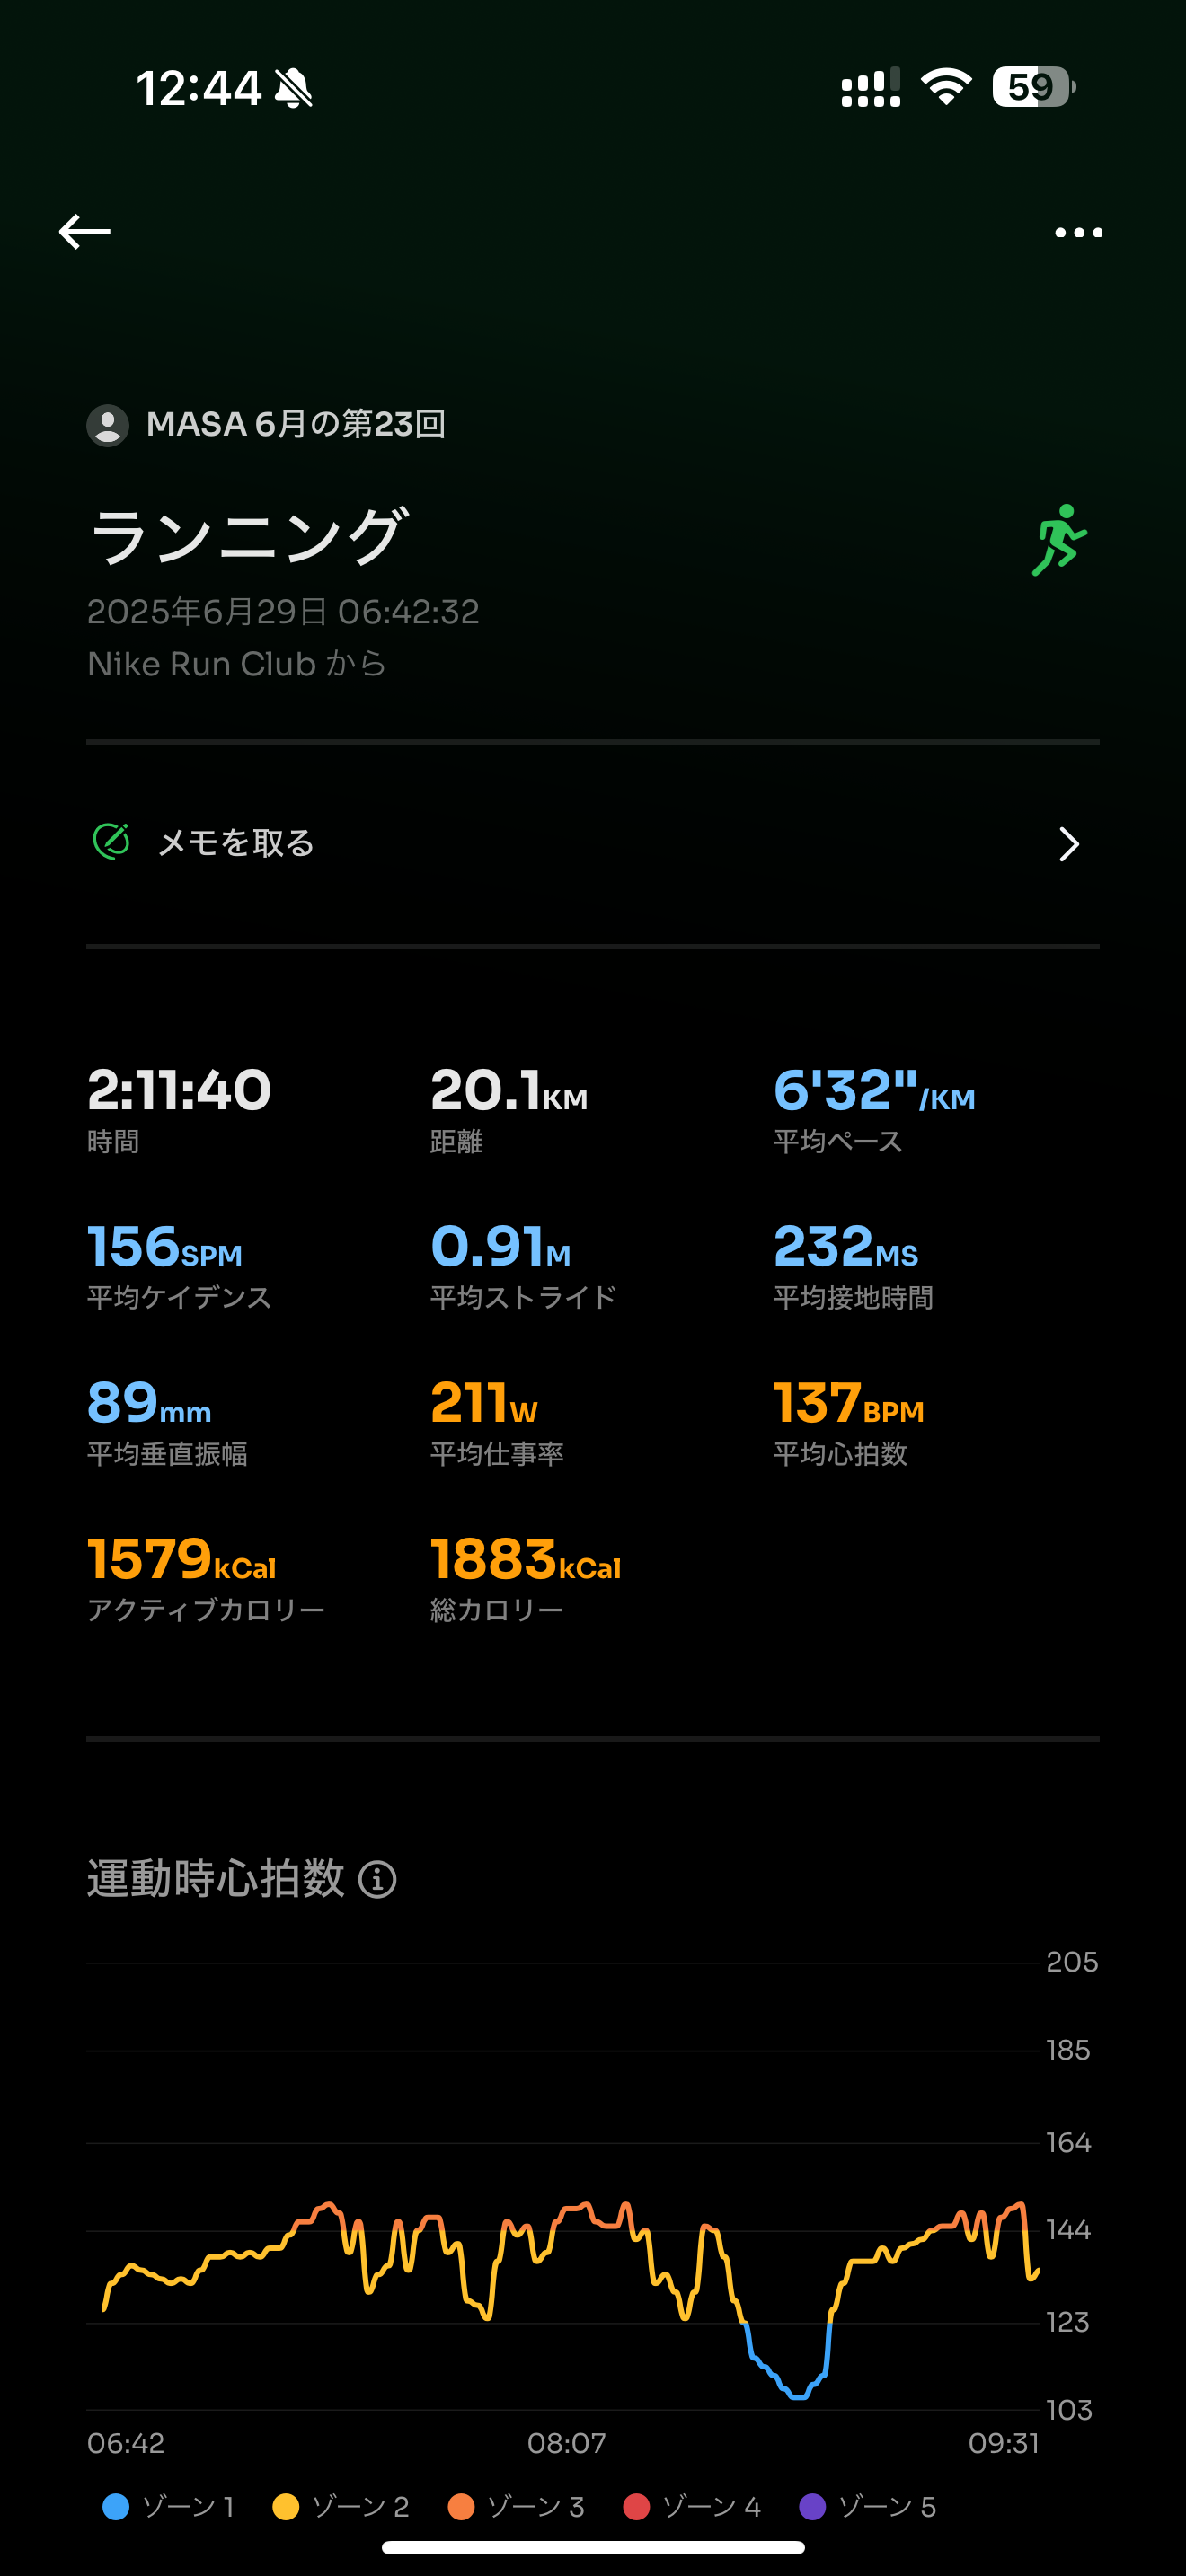 12:44
59
MASA 6月の第23回
ランニング
2025年6月29日 06:42:32
Nike Run Club から
メモを取る
2:11:40 20.1KM 6'32"/KM
時間 距離 平均ペース
156SPM 0.91M 232MS
平均ケイデンス 平均ストライド 平均接地時間
89mm 211W 137BPM
平均垂直振幅 平均仕事率 平均心拍数
1579kCal 1883kCal
アクティブカロリー 総カロリー
運動時心拍数
205
185
164
144
123
103
06:42 08:07 09:31
ゾーン 1 ゾーン 2 ゾーン 3 ゾーン 4 ゾーン 5